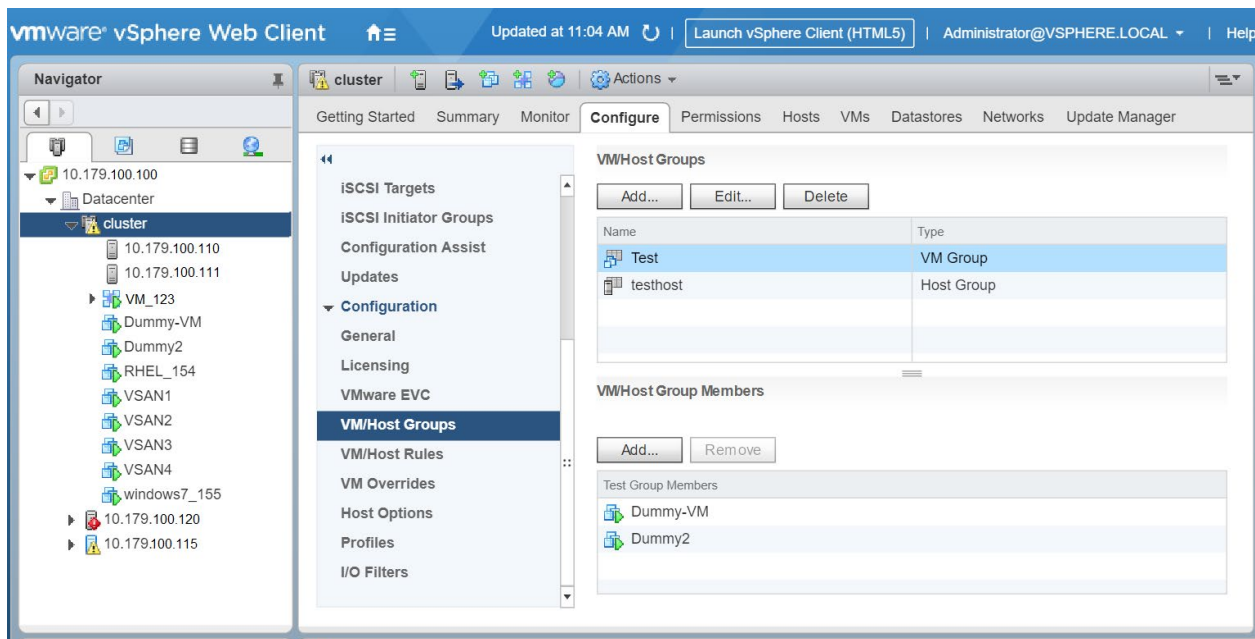 vmware® vSphere Web Client
Updated at 11:04 AM
Launch vSphere Client (HTML5)
Administrator@VSPHERE.LOCAL
Help
Navigator
10.179.100.100
Datacenter
cluster
10.179.100.110
10.179.100.111
VM_123
Dummy-VM
Dummy2
RHEL_154
VSAN1
VSAN2
VSAN3
VSAN4
windows7_155
10.179.100.120
10.179.100.115
cluster
Actions
Getting Started Summary Monitor Configure Permissions Hosts VMs Datastores Networks Update Manager
iSCSI Targets
iSCSI Initiator Groups
Configuration Assist
Updates
Configuration
General
Licensing
VMware EVC
VM/Host Groups
VM/Host Rules
VM Overrides
Host Options
Profiles
I/O Filters
VM/Host Groups
Add... Edit... Delete
Name Type
Test VM Group
testhost Host Group
VM/Host Group Members
Add... Remove
Test Group Members
Dummy-VM
Dummy2